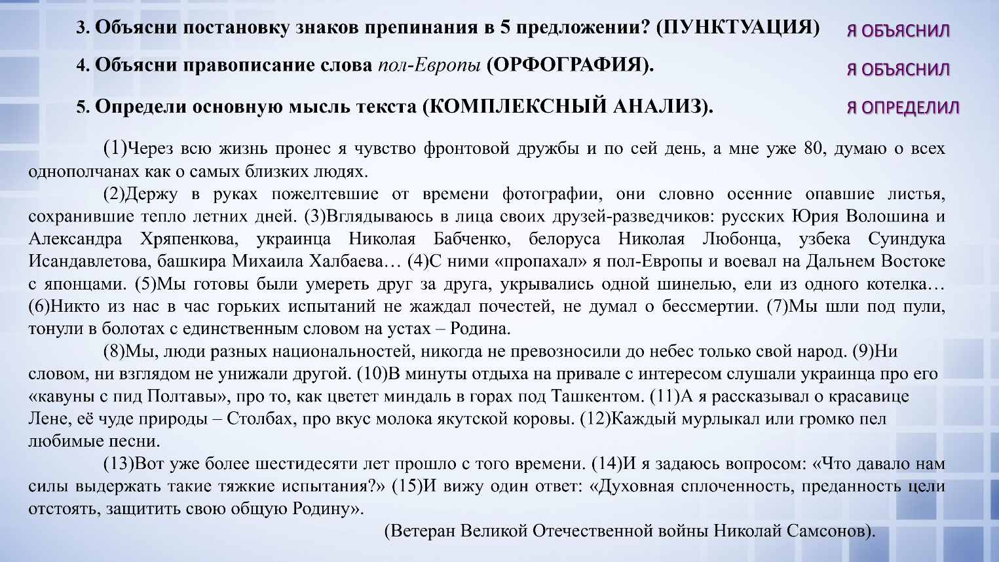 3. Объясни постановку знаков препинания в 5 предложении? (ПУНКТУАЦИЯ)
Я ОБЪЯСНИЛ
4. Объясни правописание слова пол-Европы (ОРФОГРАФИЯ).
Я ОБЪЯСНИЛ
5. Определи основную мысль текста (КОМПЛЕКСНЫЙ АНАЛИЗ).
Я ОПРЕДЕЛИЛ
(1)Через всю жизнь пронес я чувство фронтовой дружбы и по сей день, а мне уже 80, думаю о всех
однополчанах как о самых близких людях.
(2)Держу в руках пожелтевшие от времени фотографии, они словно осенние опавшие листья,
сохранившие тепло летних дней. (3)Вглядываюсь в лица своих друзей-разведчиков: русских Юрия Волошина и
Александра Хряпенкова, украинца Николая Бабченко, белоруса Николая Любонца, узбека Суиндука
Исандавлетова, башкира Михаила Халбаева… (4)С ними «пропахал» я пол-Европы и воевал на Дальнем Востоке
с японцами. (5)Мы готовы были умереть друг за друга, укрывались одной шинелью, ели из одного котелка…
(6)Никто из нас в час горьких испытаний не жаждал почестей, не думал о бессмертии. (7)Мы шли под пули,
тонули в болотах с единственным словом на устах – Родина.
(8)Мы, люди разных национальностей, никогда не превозносили до небес только свой народ. (9)Ни
словом, ни взглядом не унижали другой. (10)В минуты отдыха на привале с интересом слушали украинца про его
«кавуны с пид Полтавы», про то, как цветет миндаль в горах под Ташкентом. (11)А я рассказывал о красавице
Лене, её чуде природы – Столбах, про вкус молока якутской коровы. (12)Каждый мурлыкал или громко пел
любимые песни.
(13)Вот уже более шестидесяти лет прошло с того времени. (14)И я задаюсь вопросом: «Что давало нам
силы выдержать такие тяжкие испытания?» (15)И вижу один ответ: «Духовная сплоченность, преданность цели
отстоять, защитить свою общую Родину».
(Ветеран Великой Отечественной войны Николай Самсонов).